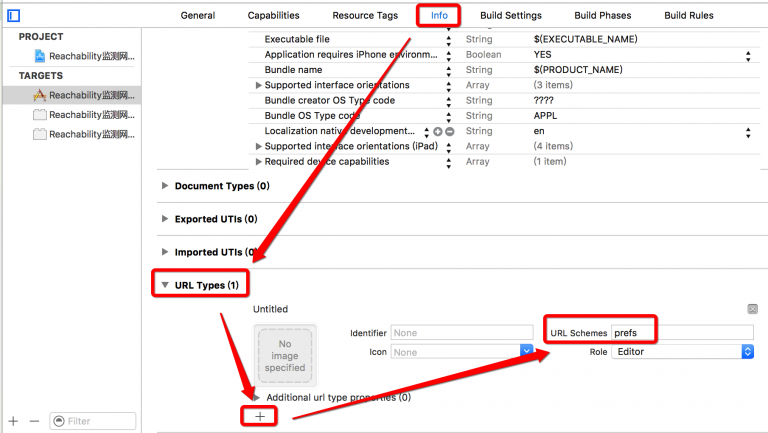 General Capabilities Resource Tags Info Build Settings Build Phases Build Rules
PROJECT
Reachability监测网...
TARGETS
Reachability监测网...
Reachability监测网...
Reachability监测网...
Executable file String $(EXECUTABLE_NAME)
Application requires iPhone environm... Boolean YES
Bundle name String $(PRODUCT_NAME)
Supported interface orientations Array (3 items)
Bundle creator OS Type code String ????
Bundle OS Type code String APPL
Localization native development... String en
Supported interface orientations (iPad) Array (4 items)
Required device capabilities Array (1 item)
Document Types (0)
Exported UTIs (0)
Imported UTIs (0)
URL Types (1)
Untitled
No
image
specified
Identifier None
URL Schemes prefs
Icon None
Role Editor
Additional url type properties (0)
Filter